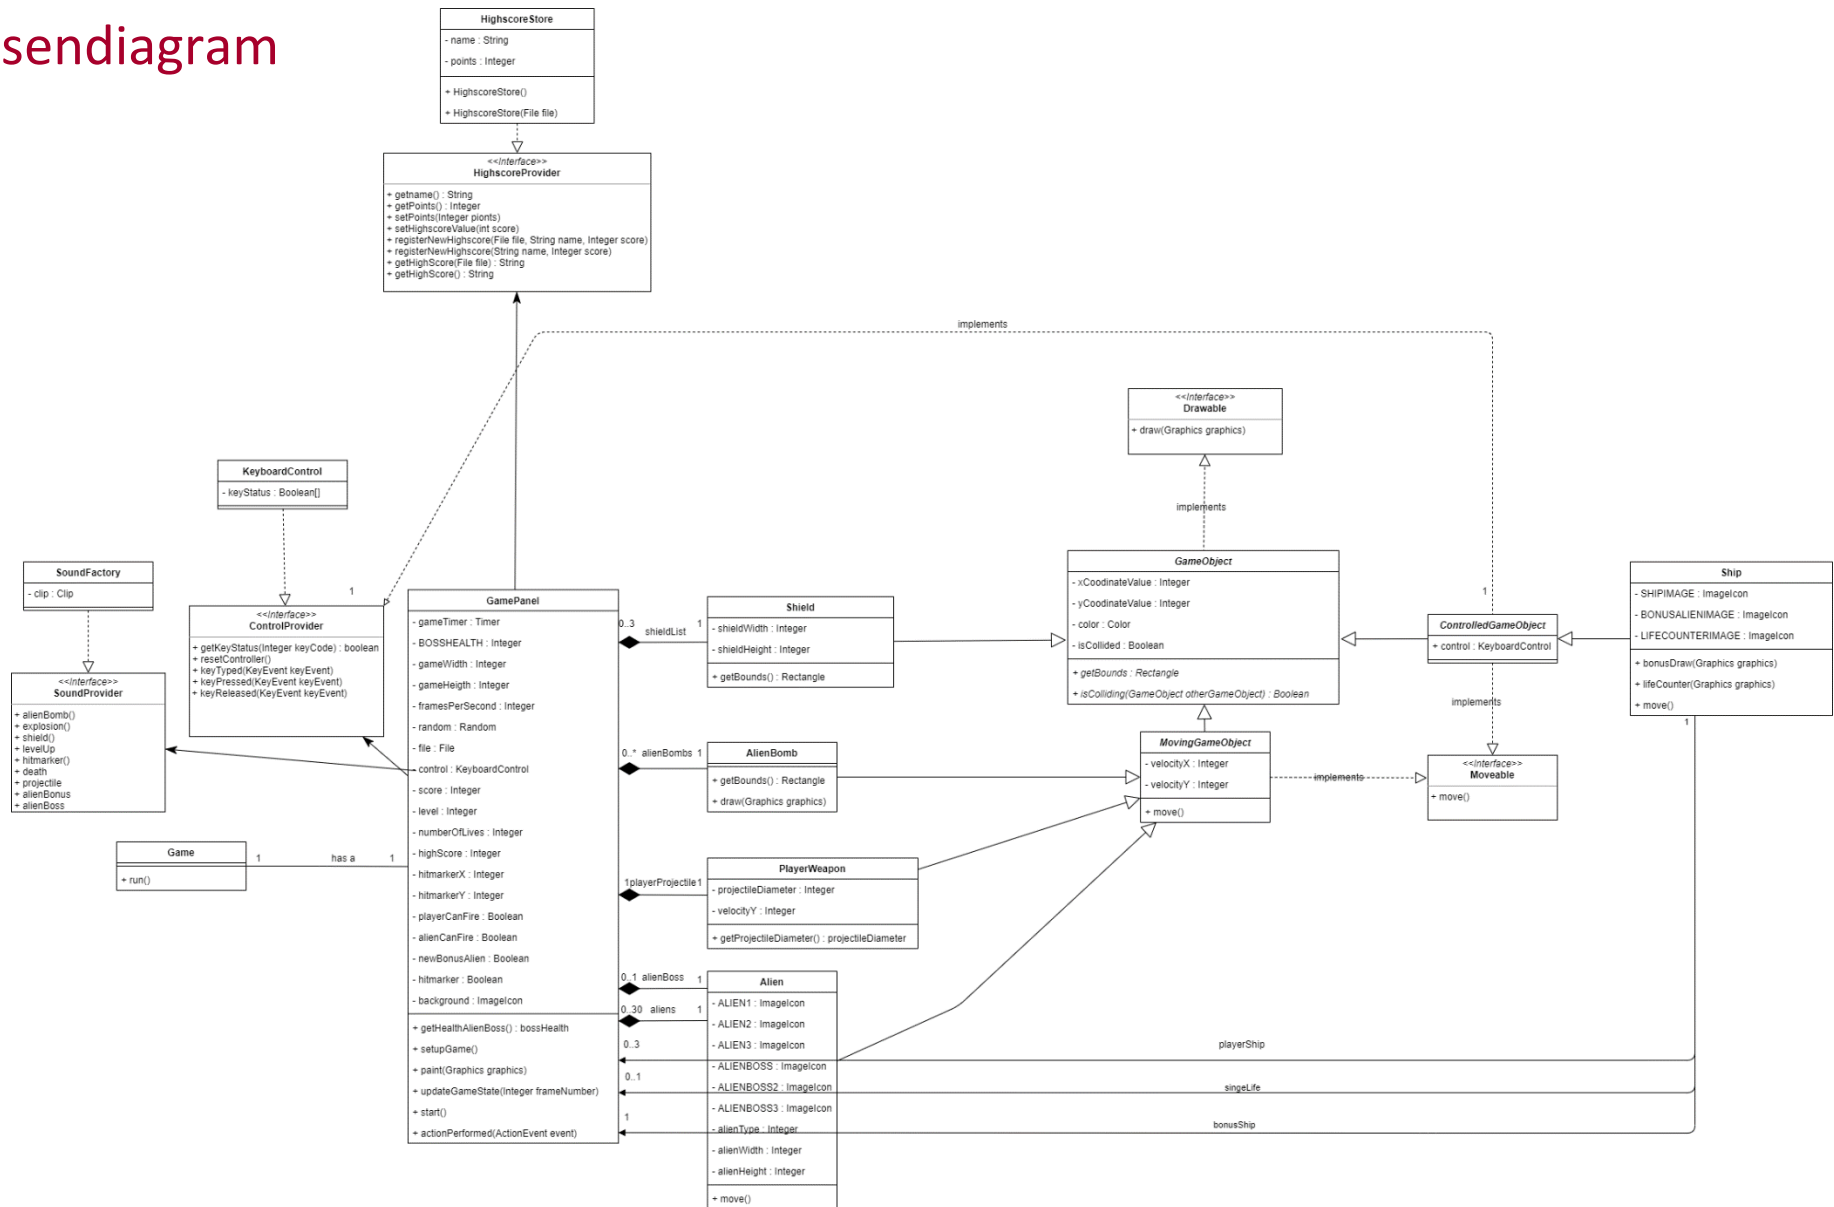 sendiagram
HighscoreStore
- name : String
- points : Integer
+ HighscoreStore()
+ HighscoreStore(File file)
<<Interface>>
HighscoreProvider
+ getname() : String
+ getPoints() : Integer
+ setPoints(Integer pionts)
+ setHighscoreValue(int score)
+ registerNewHighscore(File file, String name, Integer score)
+ registerNewHighscore(String name, Integer score)
+ getHighScore(File file) : String
+ getHighScore() : String
implements
<<Interface>>
Drawable
+ draw(Graphics graphics)
implements
KeyboardControl
- keyStatus : Boolean[]
SoundFactory
- clip : Clip
1
<<Interface>>
ControlProvider
+ getKeyStatus(Integer keyCode) : boolean
+ resetController()
+ keyTyped(KeyEvent keyEvent)
+ keyPressed(KeyEvent keyEvent)
+ keyReleased(KeyEvent keyEvent)
<<Interface>>
SoundProvider
+ alienBomb()
+ explosion()
+ shield()
+ levelUp
+ hitmarker()
+ death
+ projectile
+ alienBonus
+ alienBoss
Game
+ run()
1
has a
1
GamePanel
- gameTimer : Timer
- BOSSHEALTH : Integer
- gameWidth : Integer
- gameHeigth : Integer
- framesPerSecond : Integer
- random : Random
- file : File
- control : KeyboardControl
- score : Integer
- level : Integer
- numberOfLives : Integer
- highScore : Integer
- hitmarkerX : Integer
- hitmarkerY : Integer
- playerCanFire : Boolean
- alienCanFire : Boolean
- newBonusAlien : Boolean
- hitmarker : Boolean
- background : ImageIcon
+ getHealthAlienBoss() : bossHealth
+ setupGame()
+ paint(Graphics graphics)
+ updateGameState(Integer frameNumber)
+ start()
+ actionPerformed(ActionEvent event)
0..3
shieldList
1
Shield
- shieldWidth : Integer
- shieldHeight : Integer
+ getBounds() : Rectangle
0..*
alienBombs
1
AlienBomb
+ getBounds() : Rectangle
+ draw(Graphics graphics)
1
playerProjectile
1
PlayerWeapon
- projectileDiameter : Integer
- velocityY : Integer
+ getProjectileDiameter() : projectileDiameter
0..1
alienBoss
1
0..30
aliens
1
Alien
- ALIEN1 : ImageIcon
- ALIEN2 : ImageIcon
- ALIEN3 : ImageIcon
- ALIENBOSS : ImageIcon
- ALIENBOSS2 : ImageIcon
- ALIENBOSS3 : ImageIcon
- alienType : Integer
- alienWidth : Integer
- alienHeight : Integer
+ move()
GameObject
- xCoodinateValue : Integer
- yCoodinateValue : Integer
- color : Color
- isCollided : Boolean
+ getBounds : Rectangle
+ isColliding(GameObject otherGameObject) : Boolean
MovingGameObject
- velocityX : Integer
- velocityY : Integer
+ move()
implements
1
ControlledGameObject
+ control : KeyboardControl
implements
<<Interface>>
Moveable
+ move()
Ship
- SHIPIMAGE : ImageIcon
- BONUSALIENIMAGE : ImageIcon
- LIFECOUNTERIMAGE : ImageIcon
+ bonusDraw(Graphics graphics)
+ lifeCounter(Graphics graphics)
+ move()
1
0..3
playerShip
0..1
singeLife
1
bonusShip